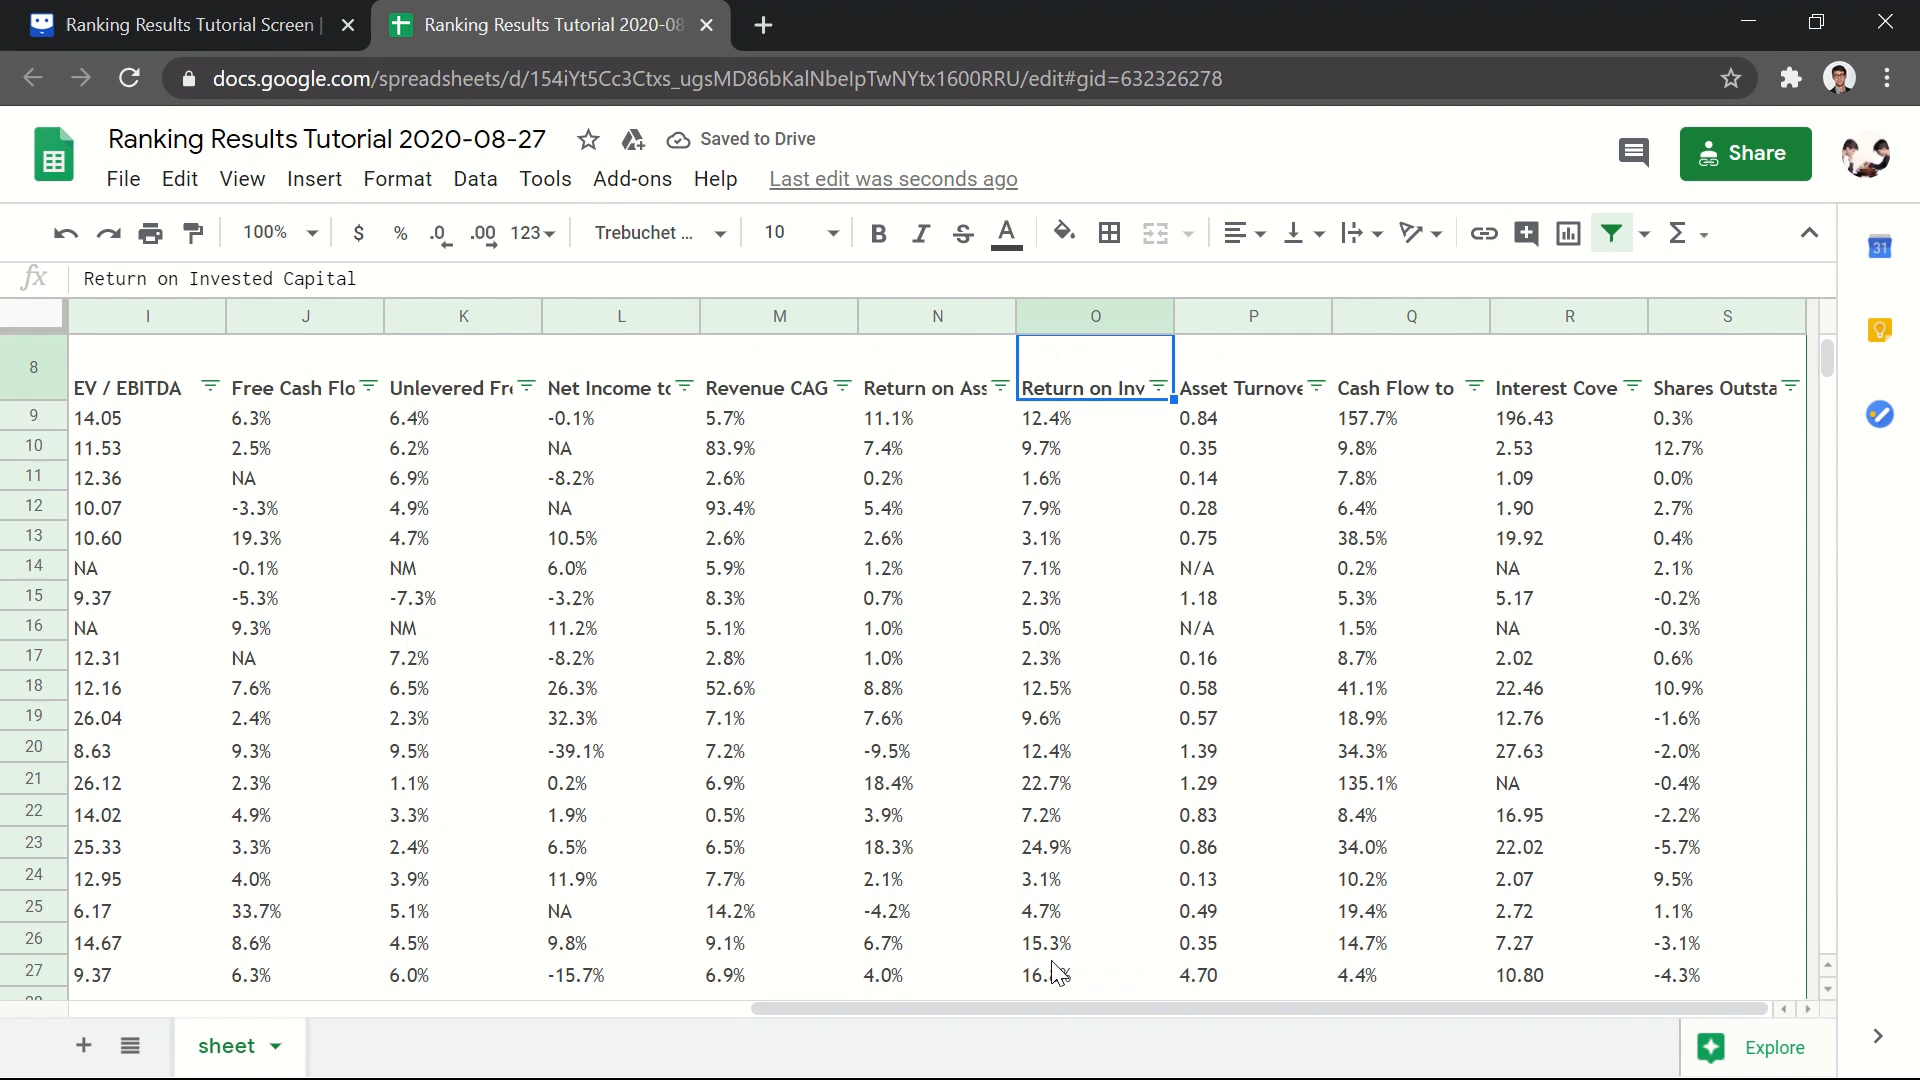 Ranking Results Tutorial Screen |
Ranking Results Tutorial 2020-08
docs.google.com/spreadsheets/d/154iYt5Cc3Ctxs_ugsMD86bKalNbelpTwNYtx1600RRU/edit#gid=632326278
Ranking Results Tutorial 2020-08-27 Saved to Drive
Share
File Edit View Insert Format Data Tools Add-ons Help Last edit was seconds ago
100% $ % .0 .00 123 Trebuchet ... 10 B I S A Σ
31
fx Return on Invested Capital
I J K L M N O P Q R S
8 EV / EBITDA Free Cash Flo Unlevered Fre Net Income to Revenue CAG Return on Ass Return on Inv Asset Turnove Cash Flow to Interest Cove Shares Outsta
9 14.05 6.3% 6.4% -0.1% 5.7% 11.1% 12.4% 0.84 157.7% 196.43 0.3%
10 11.53 2.5% 6.2% NA 83.9% 7.4% 9.7% 0.35 9.8% 2.53 12.7%
11 12.36 NA 6.9% -8.2% 2.6% 0.2% 1.6% 0.14 7.8% 1.09 0.0%
12 10.07 -3.3% 4.9% NA 93.4% 5.4% 7.9% 0.28 6.4% 1.90 2.7%
13 10.60 19.3% 4.7% 10.5% 2.6% 2.6% 3.1% 0.75 38.5% 19.92 0.4%
14 NA -0.1% NM 6.0% 5.9% 1.2% 7.1% N/A 0.2% NA 2.1%
15 9.37 -5.3% -7.3% -3.2% 8.3% 0.7% 2.3% 1.18 5.3% 5.17 -0.2%
16 NA 9.3% NM 11.2% 5.1% 1.0% 5.0% N/A 1.5% NA -0.3%
17 12.31 NA 7.2% -8.2% 2.8% 1.0% 2.3% 0.16 8.7% 2.02 0.6%
18 12.16 7.6% 6.5% 26.3% 52.6% 8.8% 12.5% 0.58 41.1% 22.46 10.9%
19 26.04 2.4% 2.3% 32.3% 7.1% 7.6% 9.6% 0.57 18.9% 12.76 -1.6%
20 8.63 9.3% 9.5% -39.1% 7.2% -9.5% 12.4% 1.39 34.3% 27.63 -2.0%
21 26.12 2.3% 1.1% 0.2% 6.9% 18.4% 22.7% 1.29 135.1% NA -0.4%
22 14.02 4.9% 3.3% 1.9% 0.5% 3.9% 7.2% 0.83 8.4% 16.95 -2.2%
23 25.33 3.3% 2.4% 6.5% 6.5% 18.3% 24.9% 0.86 34.0% 22.02 -5.7%
24 12.95 4.0% 3.9% 11.9% 7.7% 2.1% 3.1% 0.13 10.2% 2.07 9.5%
25 6.17 33.7% 5.1% NA 14.2% -4.2% 4.7% 0.49 19.4% 2.72 1.1%
26 14.67 8.6% 4.5% 9.8% 9.1% 6.7% 15.3% 0.35 14.7% 7.27 -3.1%
27 9.37 6.3% 6.0% -15.7% 6.9% 4.0% 4.70 4.4% 10.80 -4.3%
sheet
Explore